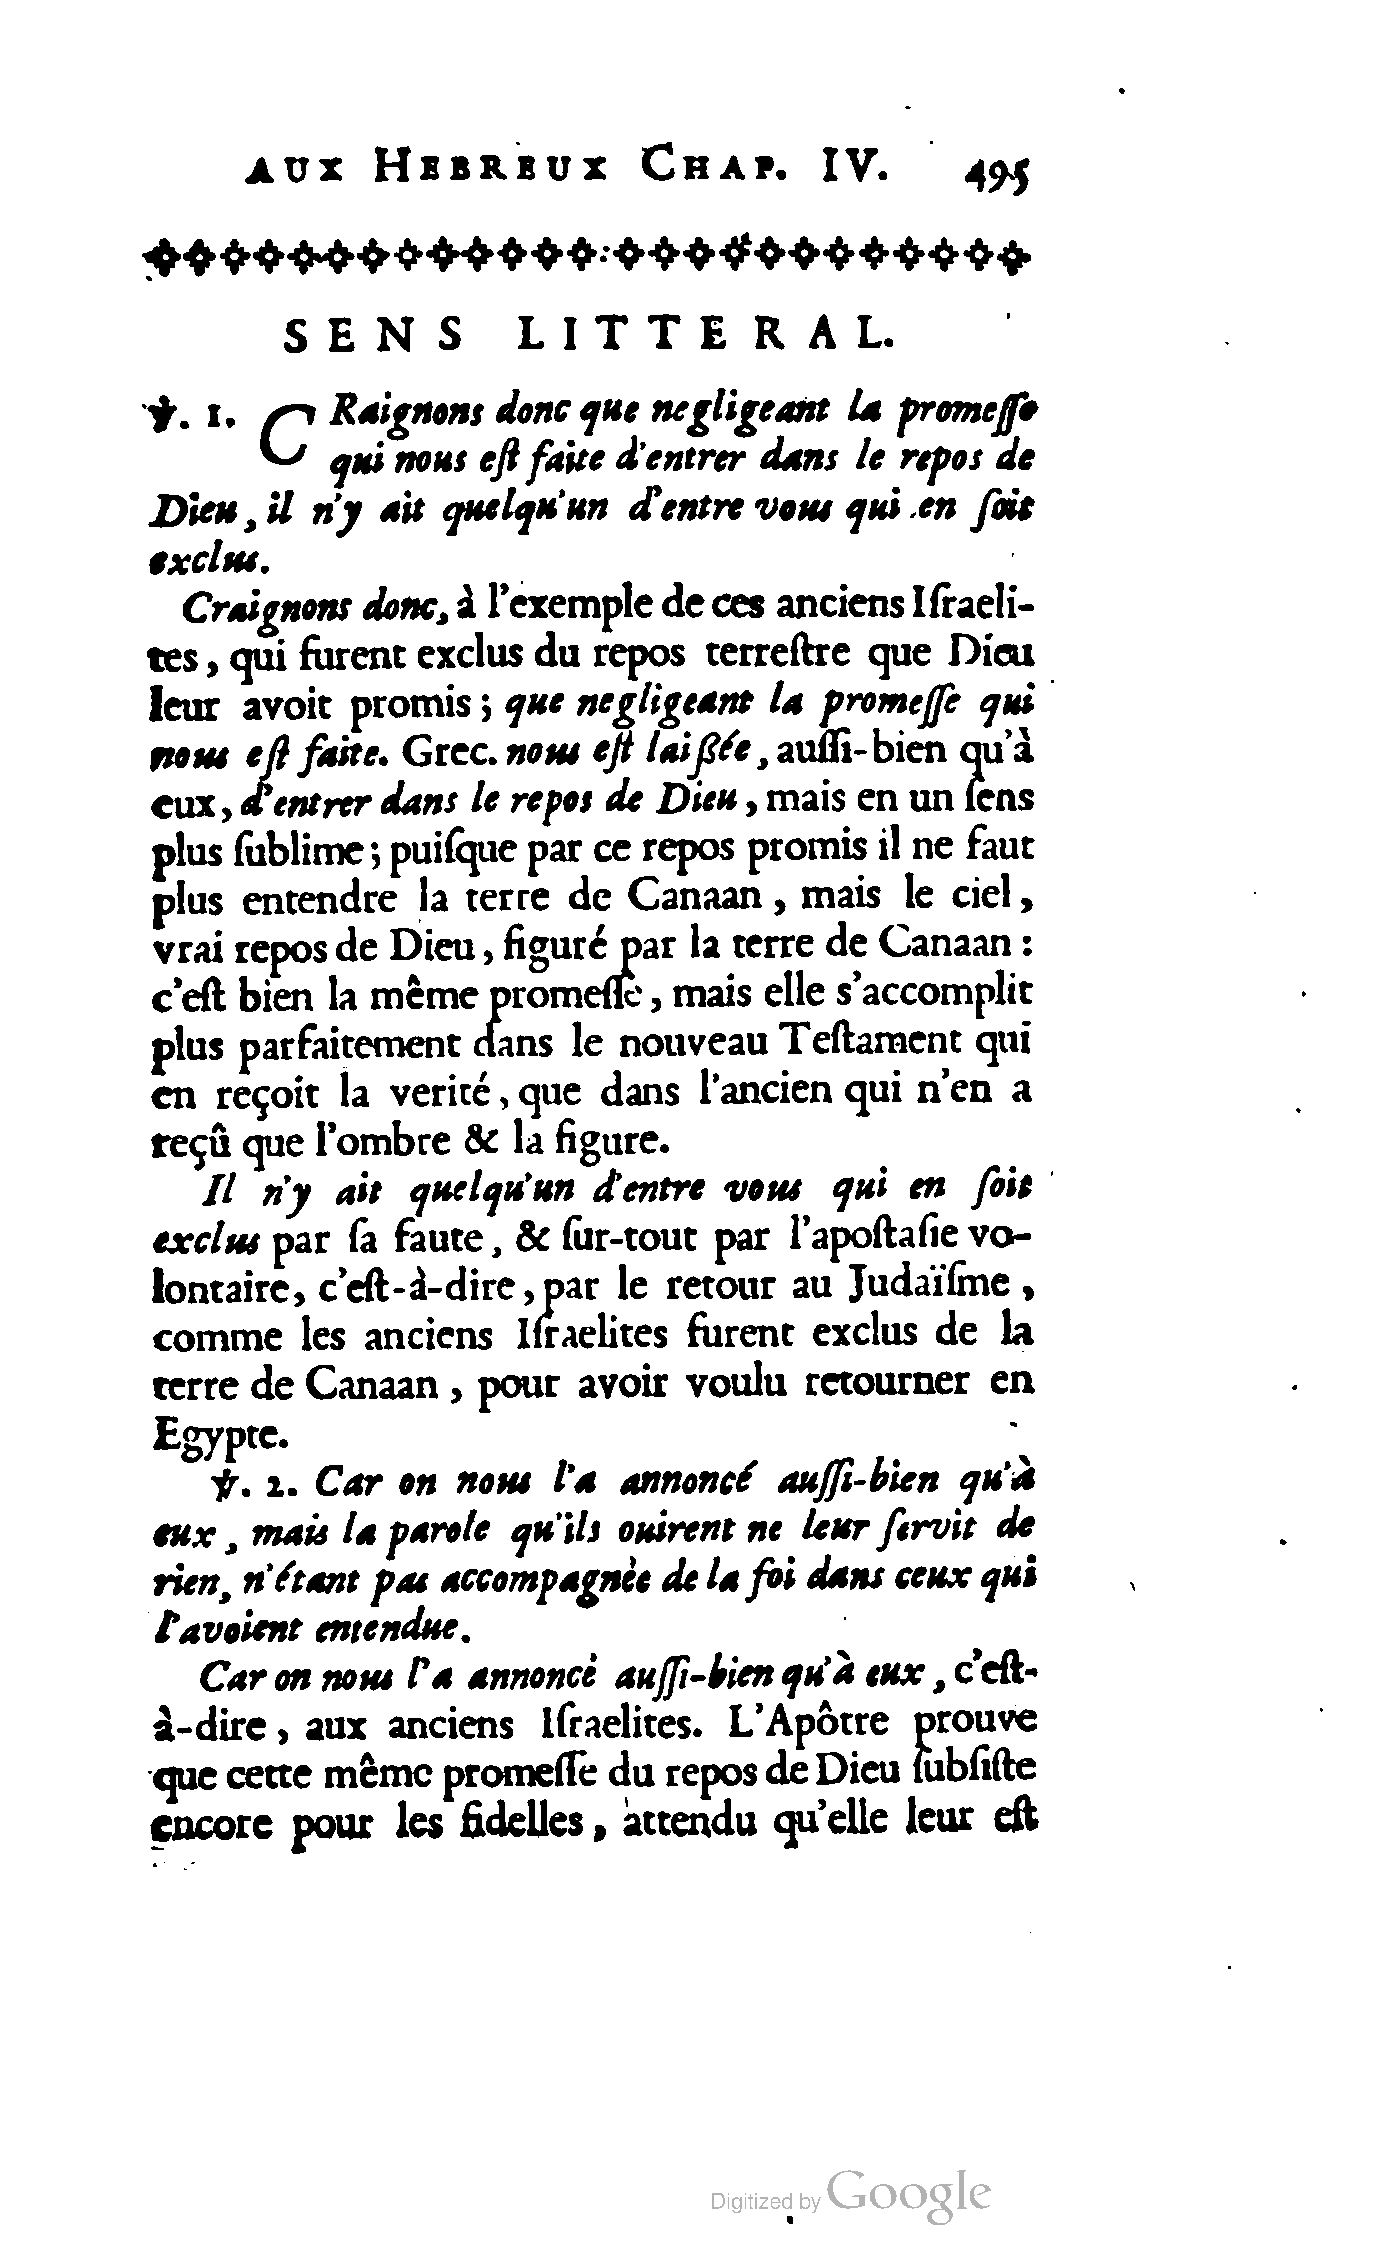 AUX HEBREUX CHAP. IV. 495
SENS LITTERAL.
℣. 1. CRaignons donc que negligeant la promesse
qui nous est faite d'entrer dans le repos de
Dieu, il n'y ait quelqu'un d'entre vous qui en ſoit
exclus.
Craignons donc, à l'exemple de ces anciens Iſraeli-
tes, qui furent exclus du repos terreſtre que Dieu
leur avoit promis; que negligeant la promeſſe qui
nous eſt faite. Grec. nous eſt laißée, auſſi-bien qu'à
eux, d'entrer dans le repos de Dieu, mais en un ſens
plus ſublime; puiſque par ce repos promis il ne faut
plus entendre la terre de Canaan, mais le ciel,
vrai repos de Dieu, figuré par la terre de Canaan:
c'eſt bien la même promeſſe, mais elle s'accomplit
plus parfaitement dans le nouveau Teſtament qui
en reçoit la verité, que dans l'ancien qui n'en a
reçû que l'ombre & la figure.
Il n'y ait quelqu'un d'entre vous qui en ſoit
exclus par ſa faute, & ſur-tout par l'apoſtaſie vo-
lontaire, c'eſt-à-dire, par le retour au Judaïſme,
comme les anciens Iſraelites furent exclus de la
terre de Canaan, pour avoir voulu retourner en
Egypte.
℣. 2. Car on nous l'a annoncé auſſi-bien qu'à
eux, mais la parole qu'ils ouirent ne leur ſervit de
rien, n'étant pas accompagnée de la foi dans ceux qui
l'avoient entendue.
Car on nous l'a annoncé auſſi-bien qu'à eux, c'eſt-
à-dire, aux anciens Iſraelites. L'Apôtre prouve
que cette même promeſſe du repos de Dieu ſubſiſte
encore pour les fidelles, attendu qu'elle leur eſt
Digitized by Google